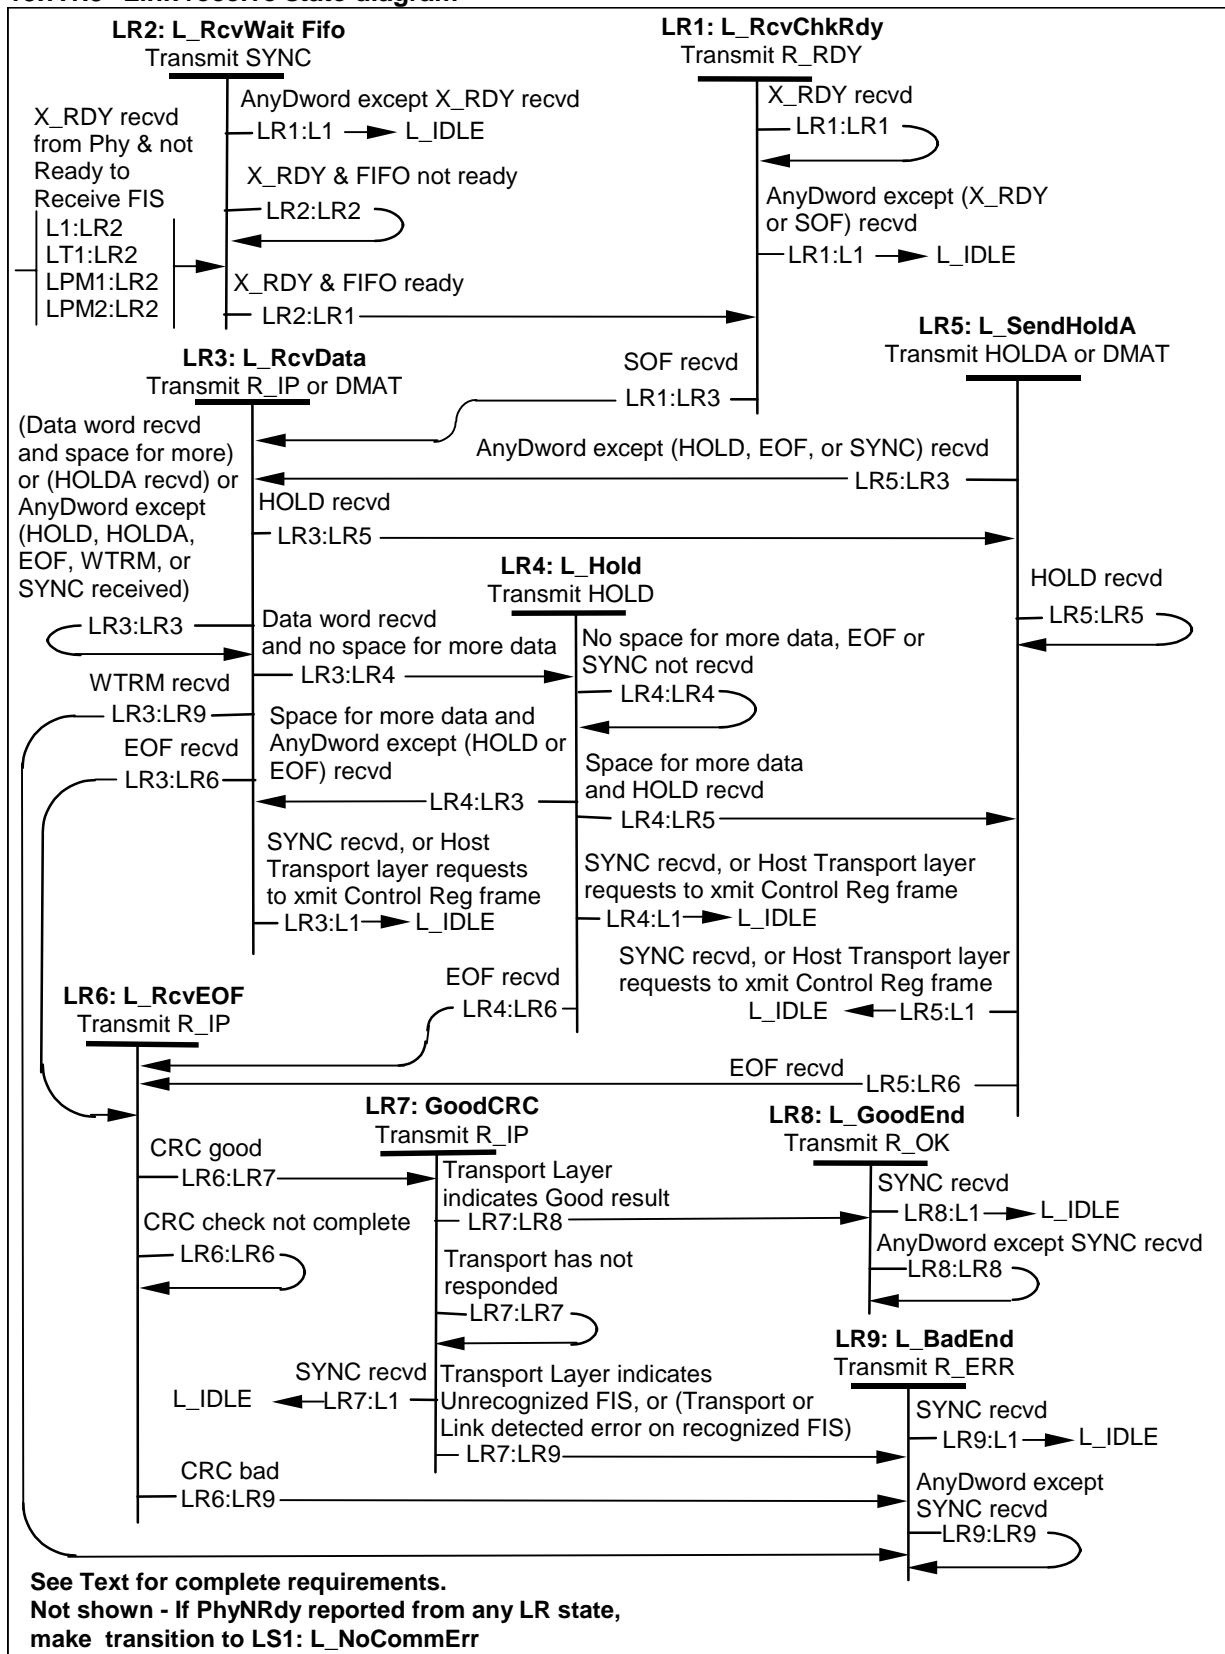 LR2: L_RcvWait Fifo
Transmit SYNC
LR1: L_RcvChkRdy
Transmit R_RDY
X_RDY recvd
from Phy & not
Ready to
Receive FIS
L1:LR2
LT1:LR2
LPM1:LR2
LPM2:LR2
AnyDword except X_RDY recvd
LR1:L1
L_IDLE
X_RDY & FIFO not ready
LR2:LR2
X_RDY & FIFO ready
LR2:LR1
X_RDY recvd
LR1:LR1
AnyDword except (X_RDY
or SOF) recvd
LR1:L1
L_IDLE
SOF recvd
LR1:LR3
LR3: L_RcvData
Transmit R_IP or DMAT
LR5: L_SendHoldA
Transmit HOLDA or DMAT
(Data word recvd
and space for more)
or (HOLDA recvd) or
AnyDword except
(HOLD, HOLDA,
EOF, WTRM, or
SYNC received)
LR3:LR3
AnyDword except (HOLD, EOF, or SYNC) recvd
LR5:LR3
HOLD recvd
LR3:LR5
LR4: L_Hold
Transmit HOLD
HOLD recvd
LR5:LR5
Data word recvd
and no space for more data
LR3:LR4
No space for more data, EOF or
SYNC not recvd
LR4:LR4
WTRM recvd
LR3:LR9
EOF recvd
LR3:LR6
Space for more data and
AnyDword except (HOLD or
EOF) recvd
LR4:LR3
Space for more data
and HOLD recvd
LR4:LR5
SYNC recvd, or Host
Transport layer requests
to xmit Control Reg frame
LR3:L1
L_IDLE
SYNC recvd, or Host Transport layer
requests to xmit Control Reg frame
LR4:L1
L_IDLE
SYNC recvd, or Host Transport layer
requests to xmit Control Reg frame
L_IDLE
LR5:L1
EOF recvd
LR4:LR6
LR6: L_RcvEOF
Transmit R_IP
EOF recvd
LR5:LR6
LR7: GoodCRC
Transmit R_IP
LR8: L_GoodEnd
Transmit R_OK
CRC good
LR6:LR7
CRC check not complete
LR6:LR6
Transport Layer
indicates Good result
LR7:LR8
SYNC recvd
LR8:L1
L_IDLE
AnyDword except SYNC recvd
LR8:LR8
Transport has not
responded
LR7:LR7
LR9: L_BadEnd
Transmit R_ERR
SYNC recvd
L_IDLE
LR7:L1
Transport Layer indicates
Unrecognized FIS, or (Transport or
Link detected error on recognized FIS)
LR7:LR9
SYNC recvd
LR9:L1
L_IDLE
CRC bad
LR6:LR9
AnyDword except
SYNC recvd
LR9:LR9
See Text for complete requirements.
Not shown - If PhyNRdy reported from any LR state,
make transition to LS1: L_NoCommErr